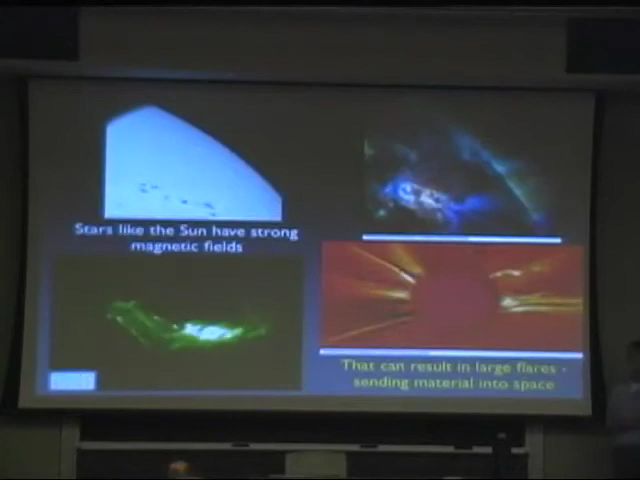 Stars like the Sun have strong
magnetic fields
That can result in large flares -
sending material into space